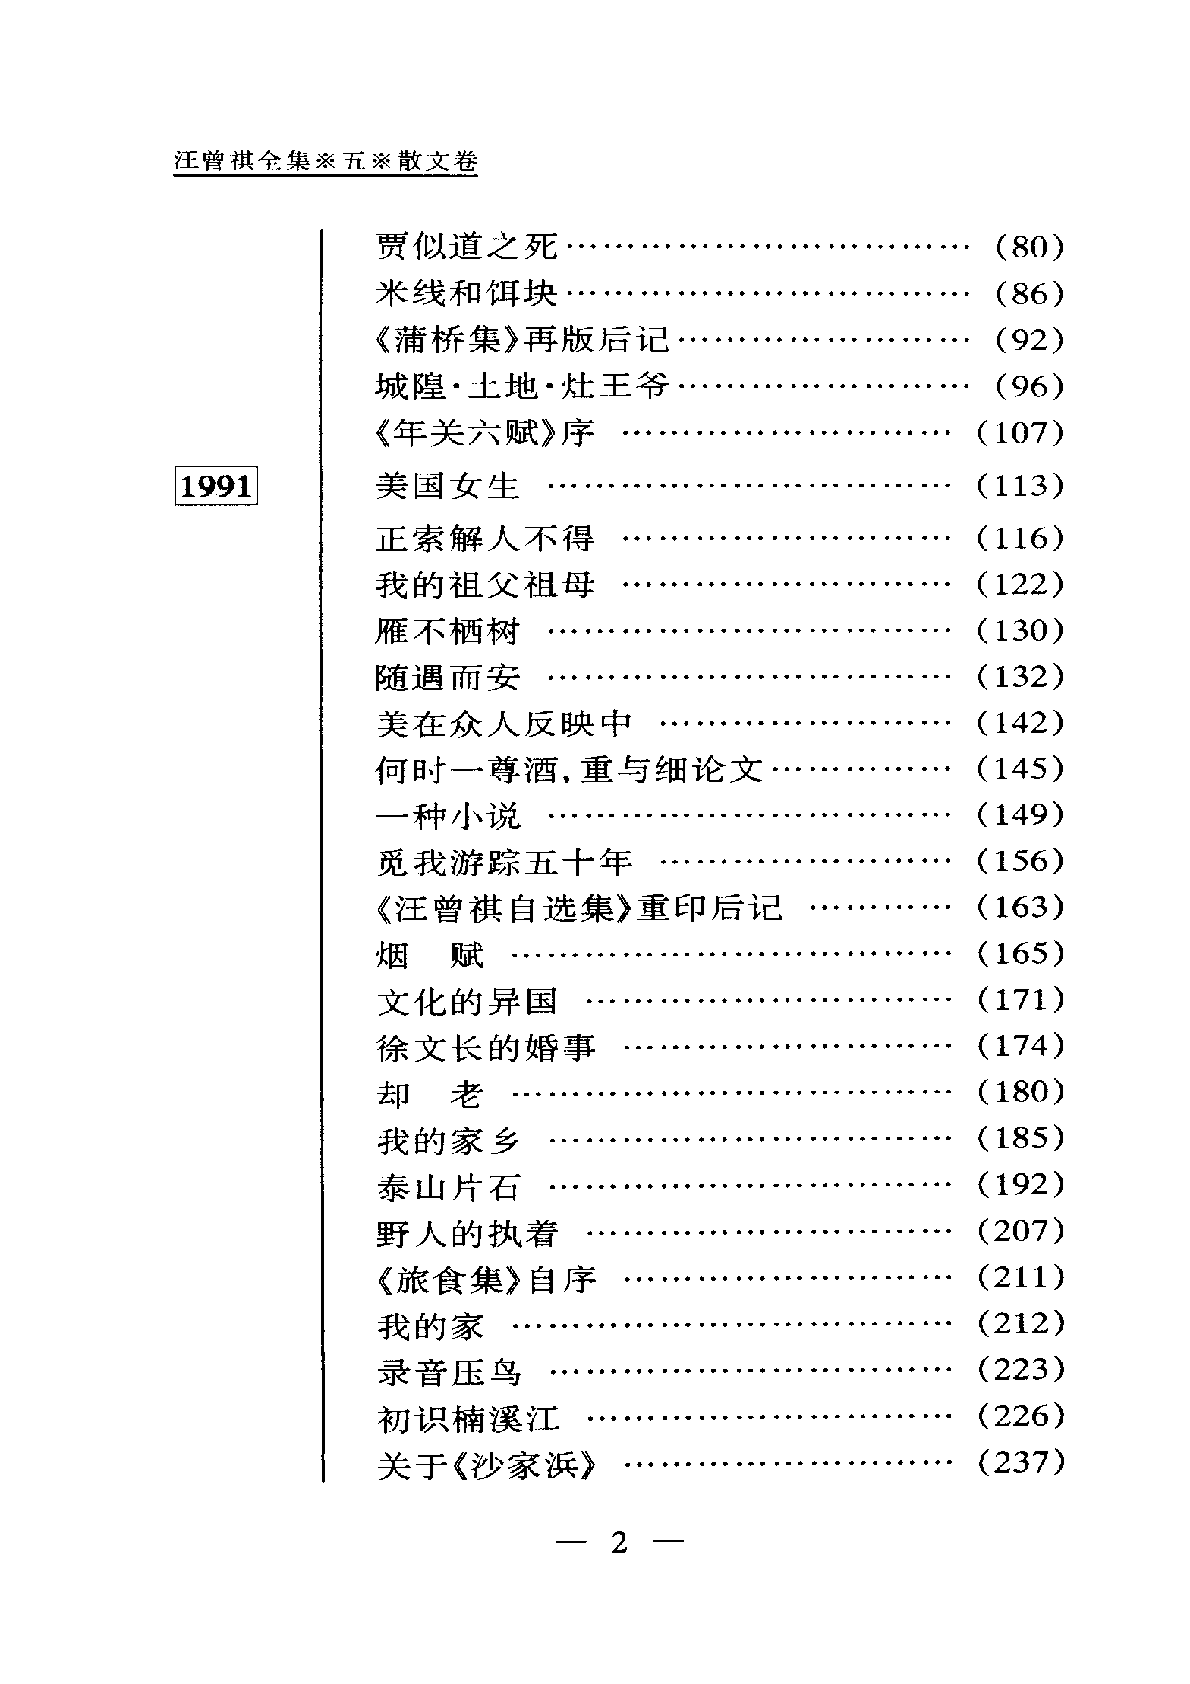 汪曾祺全集※五※散文卷
贾似道之死………………………………(80)
米线和饵块………………………………(86)
《蒲桥集》再版后记………………………(92)
城隍·土地·灶王爷………………………(96)
《年关六赋》序 …………………………(107)
1991 美国女生 ………………………………(113)
正索解人不得 …………………………(116)
我的祖父祖母 …………………………(122)
雁不栖树 ………………………………(130)
随遇而安 ………………………………(132)
美在众人反映中 ………………………(142)
何时一尊酒,重与细论文……………(145)
一种小说 ………………………………(149)
觅我游踪五十年 ………………………(156)
《汪曾祺自选集》重印后记 …………(163)
烟 赋 …………………………………(165)
文化的异国 ……………………………(171)
徐文长的婚事 …………………………(174)
却 老 …………………………………(180)
我的家乡 ………………………………(185)
泰山片石 ………………………………(192)
野人的执着 ……………………………(207)
《旅食集》自序 …………………………(211)
我的家 …………………………………(212)
录音压鸟 ………………………………(223)
初识楠溪江 ……………………………(226)
关于《沙家浜》 …………………………(237)
— 2 —